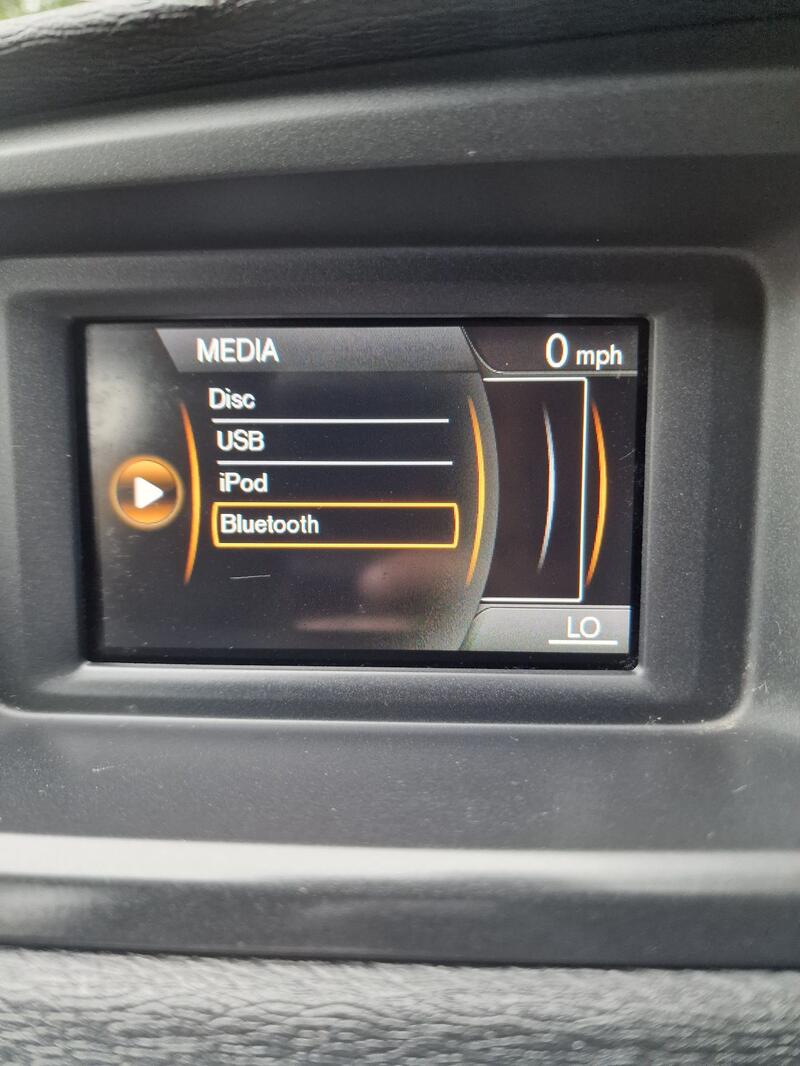 MEDIA
0 mph
Disc
USB
iPod
Bluetooth
LO